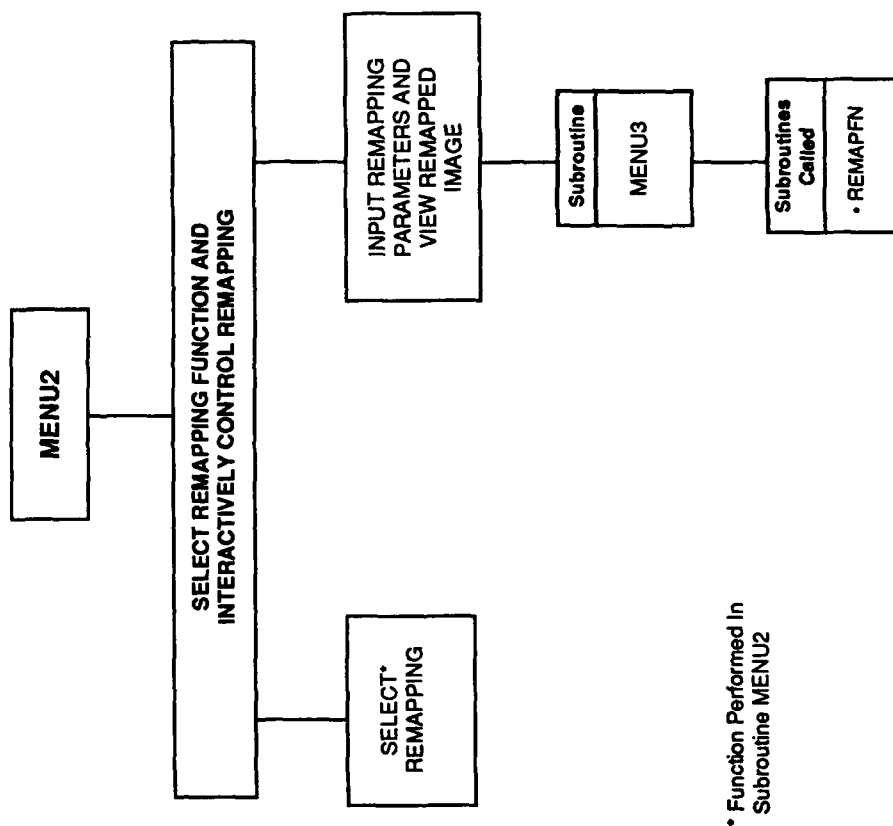 MENU2
SELECT REMAPPING FUNCTION AND
INTERACTIVELY CONTROL REMAPPING
SELECT*
REMAPPING
INPUT REMAPPING
PARAMETERS AND
VIEW REMAPPED
IMAGE
Subroutine
MENU3
Subroutines
Called
• REMAPFN
* Function Performed In
Subroutine MENU2